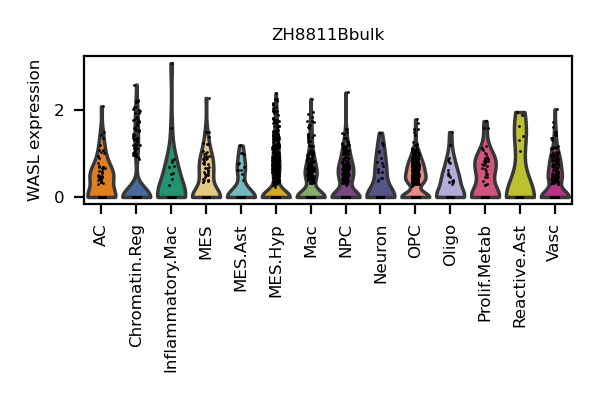 ZH8811Bbulk
WASL expression
2
0
AC
Chromatin.Reg
Inflammatory.Mac
MES
MES.Ast
MES.Hyp
Mac
NPC
Neuron
OPC
Oligo
Prolif.Metab
Reactive.Ast
Vasc